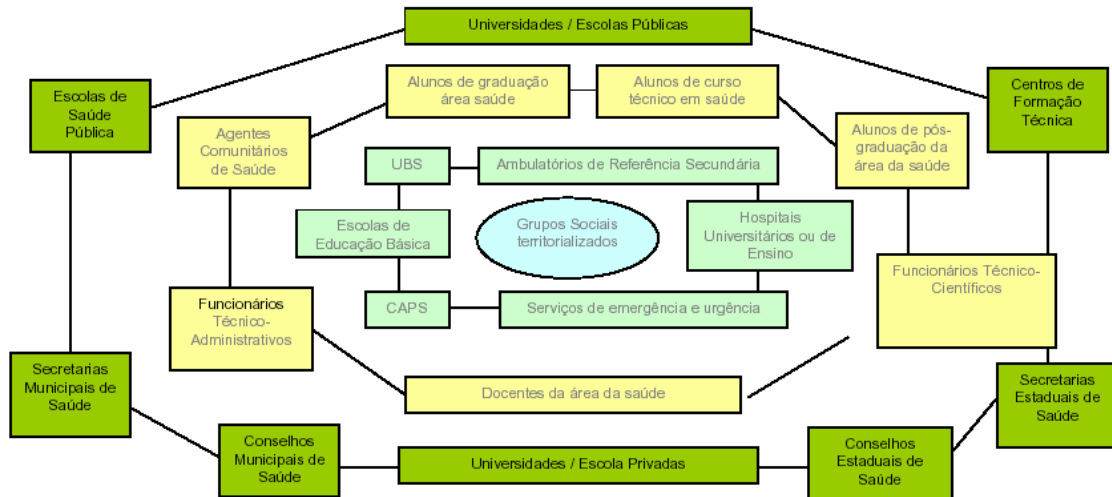 Universidades / Escolas Públicas
Escolas de
Saúde
Pública
Alunos de graduação
área saúde
Alunos de curso
técnico em saúde
Centros de
Formação
Técnica
Agentes
Comunitários
de Saúde
Alunos de pós-
graduação da
área da saúde
UBS
Ambulatórios de Referência Secundária
Escolas de
Educação Básica
Grupos Sociais
territorializados
Hospitais
Universitários ou de
Ensino
Funcionários Técnico-
Científicos
CAPS
Serviços de emergência e urgência
Funcionários
Técnico-
Administrativos
Secretarias
Municipais de
Saúde
Docentes da área da saúde
Secretarias
Estaduais de
Saúde
Conselhos
Municipais de
Saúde
Universidades / Escola Privadas
Conselhos
Estaduais de
Saúde